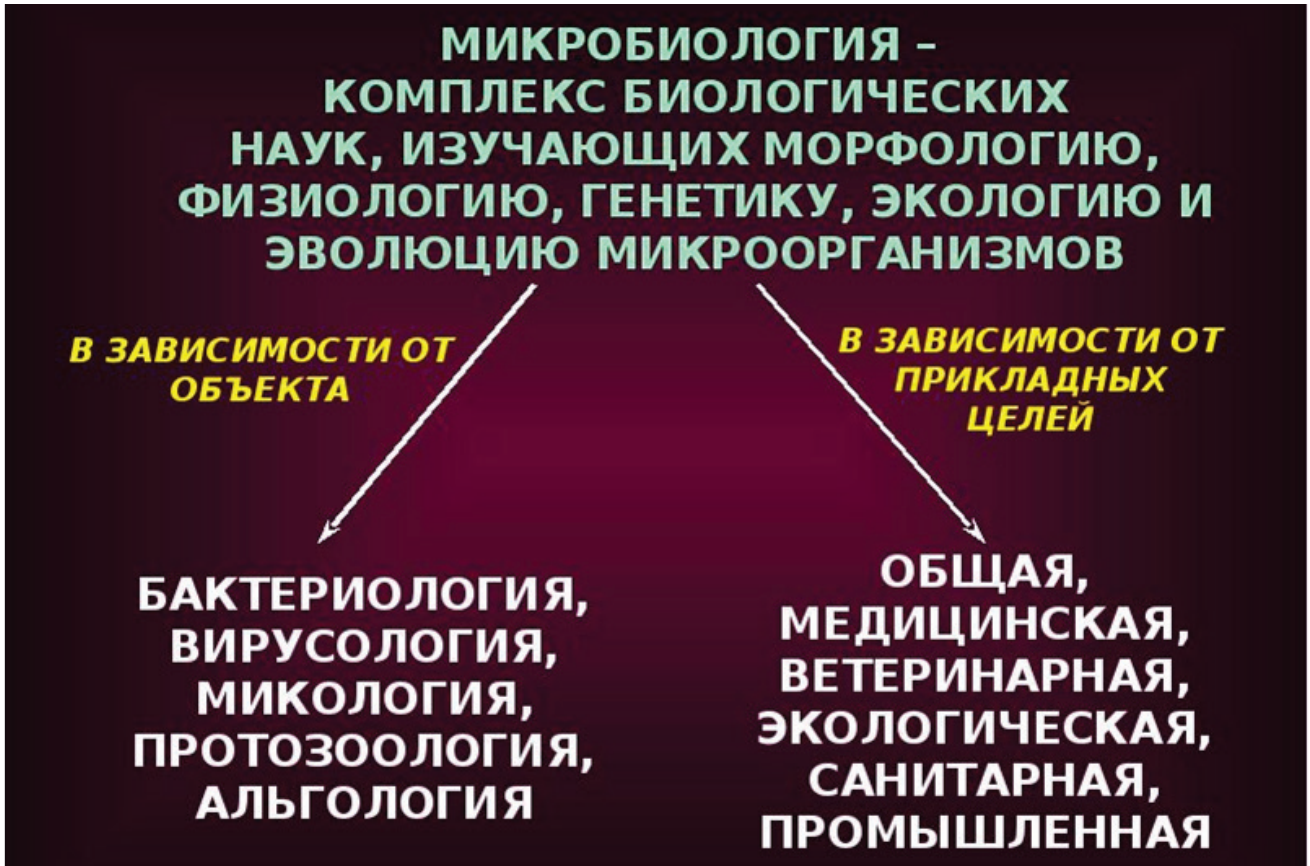 МИКРОБИОЛОГИЯ –
КОМПЛЕКС БИОЛОГИЧЕСКИХ
НАУК, ИЗУЧАЮЩИХ МОРФОЛОГИЮ,
ФИЗИОЛОГИЮ, ГЕНЕТИКУ, ЭКОЛОГИЮ И
ЭВОЛЮЦИЮ МИКРООРГАНИЗМОВ
В ЗАВИСИМОСТИ ОТ
ОБЪЕКТА
В ЗАВИСИМОСТИ ОТ
ПРИКЛАДНЫХ
ЦЕЛЕЙ
БАКТЕРИОЛОГИЯ,
ВИРУСОЛОГИЯ,
МИКОЛОГИЯ,
ПРОТОЗООЛОГИЯ,
АЛЬГОЛОГИЯ
ОБЩАЯ,
МЕДИЦИНСКАЯ,
ВЕТЕРИНАРНАЯ,
ЭКОЛОГИЧЕСКАЯ,
САНИТАРНАЯ,
ПРОМЫШЛЕННАЯ